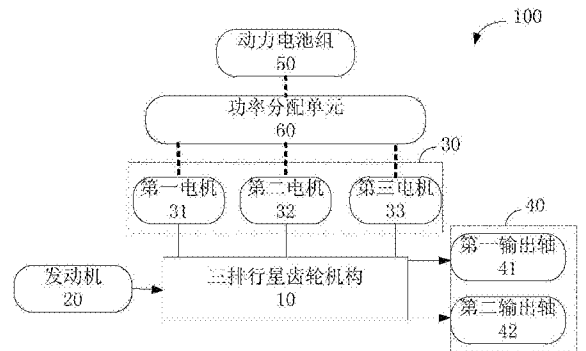 100
动力电池组
50
功率分配单元
60
30
第一电机
31
第二电机
32
第三电机
33
40
第一输出轴
41
发动机
20
三排行星齿轮机构
10
第二输出轴
42